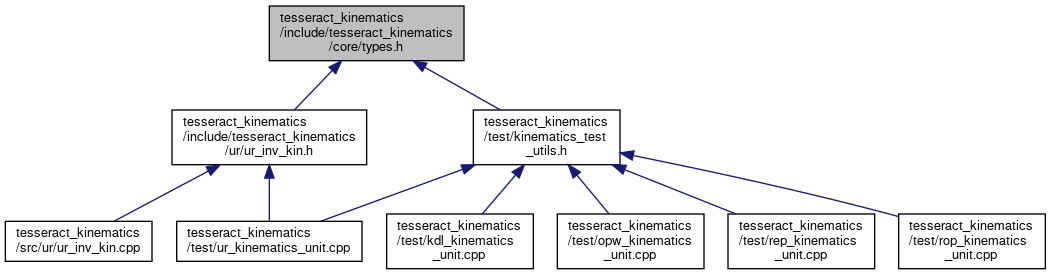 tesseract_kinematics
/include/tesseract_kinematics
/core/types.h
tesseract_kinematics
/include/tesseract_kinematics
/ur/ur_inv_kin.h
tesseract_kinematics
/test/kinematics_test
_utils.h
tesseract_kinematics
/src/ur/ur_inv_kin.cpp
tesseract_kinematics
/test/ur_kinematics_unit.cpp
tesseract_kinematics
/test/kdl_kinematics
_unit.cpp
tesseract_kinematics
/test/opw_kinematics
_unit.cpp
tesseract_kinematics
/test/rep_kinematics
_unit.cpp
tesseract_kinematics
/test/rop_kinematics
_unit.cpp